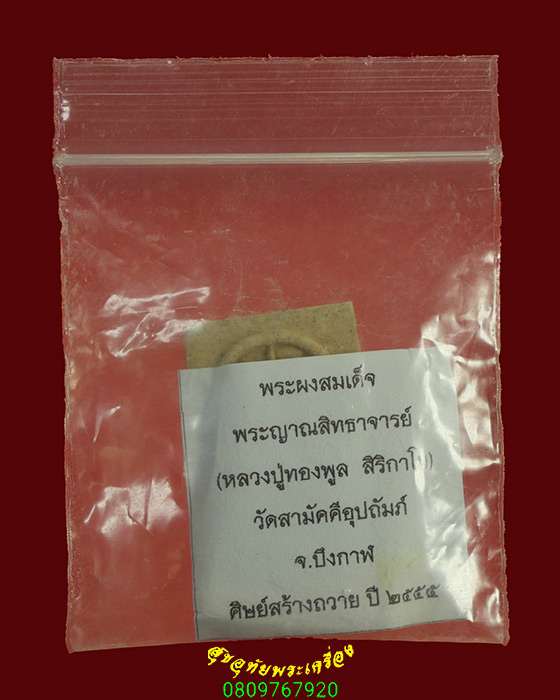 พระผงสมเด็จ
พระญาณสิทธาจารย์
(หลวงปู่ทองพูล สิริกาโม)
วัดสามัคคีอุปถัมภ์
จ.บึงกาฬ
ศิษย์สร้างถวาย ปี ๒๕๕๕
สุขอุทัยพระเครื่อง
0809767920